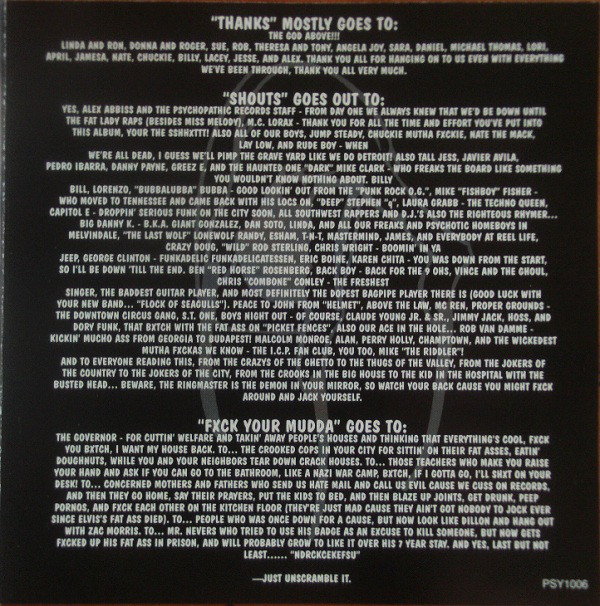 "THANKS" MOSTLY GOES TO:
THE GOD ABOVE!!!
LINDA AND RON, DONNA AND ROGER, SUE, ROB, THERESA AND TONY, ANGELA JOY, SARA, DANIEL, MICHAEL THOMAS, LORI,
APRIL, JAMESA, NATE, CHUCKIE, BILLY, LACEY, JESSE, AND ALEX. THANK YOU ALL FOR HANGING ON TO US EVEN WITH EVERYTHING
WE'VE BEEN THROUGH, THANK YOU ALL VERY MUCH.
"SHOUTS" GOES OUT TO:
YES, ALEX ABBISS AND THE PSYCHOPATHIC RECORDS STAFF - FROM DAY ONE WE ALWAYS KNEW THAT WE'D BE DOWN UNTIL
THE FAT LADY RAPS (BESIDES MISS MELODY), M.C. LORAX - THANK YOU FOR ALL THE TIME AND EFFORT YOU'VE PUT INTO
THIS ALBUM, YOUR THE SSHHXTTT! ALSO ALL OF OUR BOYS, JUMP STEADY, CHUCKIE MUTHA FXCKIE, NATE THE MACK,
LAY LOW, AND RUDE BOY - WHEN
WE'RE ALL DEAD, I GUESS WE'LL PIMP THE GRAVE YARD LIKE WE DO DETROIT! ALSO TALL JESS, JAVIER AVILA,
PEDRO IBARRA, DANNY PAYNE, GREEZ E, AND THE HAUNTED ONE "DARK" MIKE CLARK - WHO FREAKS THE BOARD LIKE SOMETHING
YOU WOULDN'T KNOW NOTHING ABOUT, BILLY
BILL, LORENZO, "BUBBALUBBA" BUBBA - GOOD LOOKIN' OUT FROM THE "PUNK ROCK O.G.", MIKE "FISHBOY" FISHER -
WHO MOVED TO TENNESSEE AND CAME BACK WITH HIS LOCS ON, "DEEP" STEPHEN "q", LAURA GRABB - THE TECHNO QUEEN,
CAPITOL E - DROPPIN' SERIOUS FUNK ON THE CITY SOON, ALL SOUTHWEST RAPPERS AND D.J.'S ALSO THE RIGHTEOUS RHYMER...
BIG DANNY K. - B.K.A. GIANT GONZALEZ, DAN SOTO, LINDA, AND ALL OUR FREAKS AND PSYCHOTIC HOMEBOYS IN
MELVINDALE, "THE LAST WOLF" LONEWOLF RANDY, ESHAM, T-N-T, MASTERMIND, JAMES, AND EVERYBODY AT REEL LIFE,
CRAZY DOUG, "WILD" ROD STERLING, CHRIS WRIGHT - BOOMIN' IN YA
JEEP, GEORGE CLINTON - FUNKADELIC FUNKADELICATESSEN, ERIC BOINE, KAREN CHITA - YOU WAS DOWN FROM THE START,
SO I'LL BE DOWN 'TILL THE END. BEN "RED HORSE" ROSENBERG, BACK BOY - BACK FOR THE 9 OHS, VINCE AND THE GHOUL,
CHRIS "COMBONE" CONLEY - THE FRESHEST
SINGER, THE BADDEST GUITAR PLAYER, AND MOST DEFINITELY THE DOPEST BAGPIPE PLAYER THERE IS (GOOD LUCK WITH
YOUR NEW BAND... "FLOCK OF SEAGULLS"). PEACE TO JOHN FROM "HELMET", ABOVE THE LAW, MC REN, PROPER GROUNDS -
THE DOWNTOWN CIRCUS GANG, S.T. ONE, BOYS NIGHT OUT - OF COURSE, CLAUDE YOUNG JR. & SR., JIMMY JACK, HOSS, AND
DORY FUNK, THAT BXTCH WITH THE FAT ASS ON "PICKET FENCES", ALSO OUR ACE IN THE HOLE... ROB VAN DAMME -
KICKIN' MUCHO ASS FROM GEORGIA TO BUDAPEST! MALCOLM MONROE, ALAN, PERRY HOLLY, CHAMPTOWN, AND THE WICKEDEST
MUTHA FXCKAS WE KNOW - THE I.C.P. FAN CLUB, YOU TOO, MIKE "THE RIDDLER"!
AND TO EVERYONE READING THIS, FROM THE CRAZYS OF THE GHETTO TO THE THUGS OF THE VALLEY, FROM THE JOKERS OF
THE COUNTRY TO THE JOKERS OF THE CITY, FROM THE CROOKS IN THE BIG HOUSE TO THE KID IN THE HOSPITAL WITH THE
BUSTED HEAD... BEWARE, THE RINGMASTER IS THE DEMON IN YOUR MIRROR, SO WATCH YOUR BACK CAUSE YOU MIGHT FXCK
AROUND AND JACK YOURSELF.
"FXCK YOUR MUDDA" GOES TO:
THE GOVERNOR - FOR CUTTIN' WELFARE AND TAKIN' AWAY PEOPLE'S HOUSES AND THINKING THAT EVERYTHING'S COOL, FXCK
YOU BXTCH, I WANT MY HOUSE BACK. TO... THE CROOKED COPS IN YOUR CITY FOR SITTIN' ON THEIR FAT ASSES, EATIN'
DOUGHNUTS, WHILE YOU AND YOUR NEIGHBORS TEAR DOWN CRACK HOUSES. TO... THOSE TEACHERS WHO MAKE YOU RAISE
YOUR HAND AND ASK IF YOU CAN GO TO THE BATHROOM, LIKE A NAZI WAR CAMP, BXTCH, IF I GOTTA GO, I'LL SHXT ON YOUR
DESK! TO... CONCERNED MOTHERS AND FATHERS WHO SEND US HATE MAIL AND CALL US EVIL CAUSE WE CUSS ON RECORDS,
AND THEN THEY GO HOME, SAY THEIR PRAYERS, PUT THE KIDS TO BED, AND THEN BLAZE UP JOINTS, GET DRUNK, PEEP
PORNOS, AND FXCK EACH OTHER ON THE KITCHEN FLOOR (THEY'RE JUST MAD CAUSE THEY AIN'T GOT NOBODY TO JOCK EVER
SINCE ELVIS'S FAT ASS DIED). TO... PEOPLE WHO WAS ONCE DOWN FOR A CAUSE, BUT NOW LOOK LIKE DILLON AND HANG OUT
WITH ZAC MORRIS. TO... MR. NEVERS WHO TRIED TO USE HIS BADGE AS AN EXCUSE TO KILL SOMEONE, BUT NOW GETS
FXCKED UP HIS FAT ASS IN PRISON, AND WILL PROBABLY GROW TO LIKE IT OVER HIS ? YEAR STAY. AND YES, LAST BUT NOT
LEAST...... "NDRCKCEKEFSU"
—JUST UNSCRAMBLE IT.
PSY1006